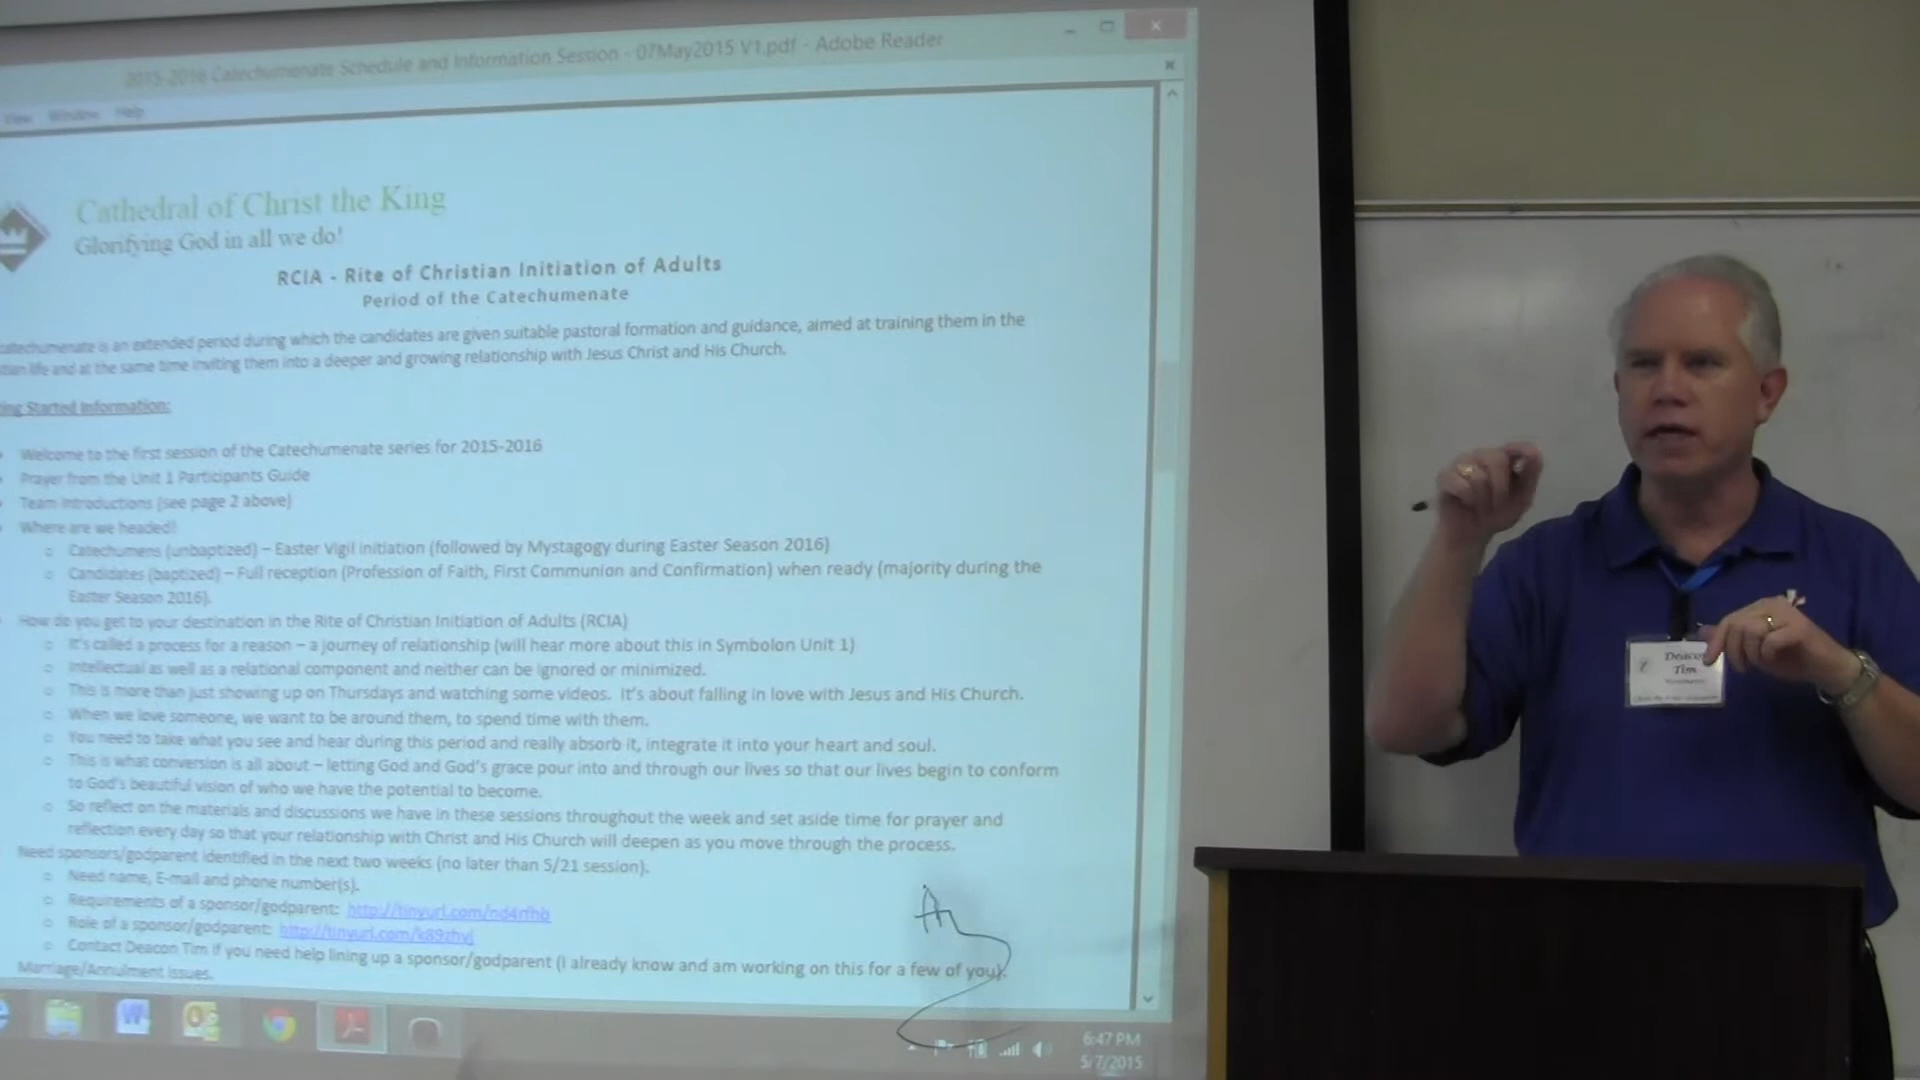 2015-2016 Catechumenate Schedule and Information Session - 07May2015 V1.pdf - Adobe Reader
View Window Help
Cathedral of Christ the King
Glorifying God in all we do!
RCIA - Rite of Christian Initiation of Adults
Period of the Catechumenate
catechumenate is an extended period during which the candidates are given suitable pastoral formation and guidance, aimed at training them in the
tian life and at the same time inviting them into a deeper and growing relationship with Jesus Christ and His Church.
ing Started Information:
Welcome to the first session of the Catechumenate series for 2015-2016
Prayer from the Unit 1 Participants Guide
Team Introductions (see page 2 above)
Where are we headed?
Catechumens (unbaptized) – Easter Vigil initiation (followed by Mystagogy during Easter Season 2016)
Candidates (baptized) – Full reception (Profession of Faith, First Communion and Confirmation) when ready (majority during the
Easter Season 2016).
How do you get to your destination in the Rite of Christian Initiation of Adults (RCIA)
It's called a process for a reason – a journey of relationship (will hear more about this in Symbolon Unit 1)
Intellectual as well as a relational component and neither can be ignored or minimized.
This is more than just showing up on Thursdays and watching some videos. It's about falling in love with Jesus and His Church.
When we love someone, we want to be around them, to spend time with them.
You need to take what you see and hear during this period and really absorb it, integrate it into your heart and soul.
This is what conversion is all about – letting God and God's grace pour into and through our lives so that our lives begin to conform
to God's beautiful vision of who we have the potential to become.
So reflect on the materials and discussions we have in these sessions throughout the week and set aside time for prayer and
reflection every day so that your relationship with Christ and His Church will deepen as you move through the process.
Need sponsors/godparent identified in the next two weeks (no later than 5/21 session).
Need name, E-mail and phone number(s).
Requirements of a sponsor/godparent:
Role of a sponsor/godparent: http://tinyurl.com/k89zhvj
Contact Deacon Tim if you need help lining up a sponsor/godparent (I already know and am working on this for a few of you).
Marriage/Annulment issues.
6:47 PM
5/7/2015
Deacon
Tim